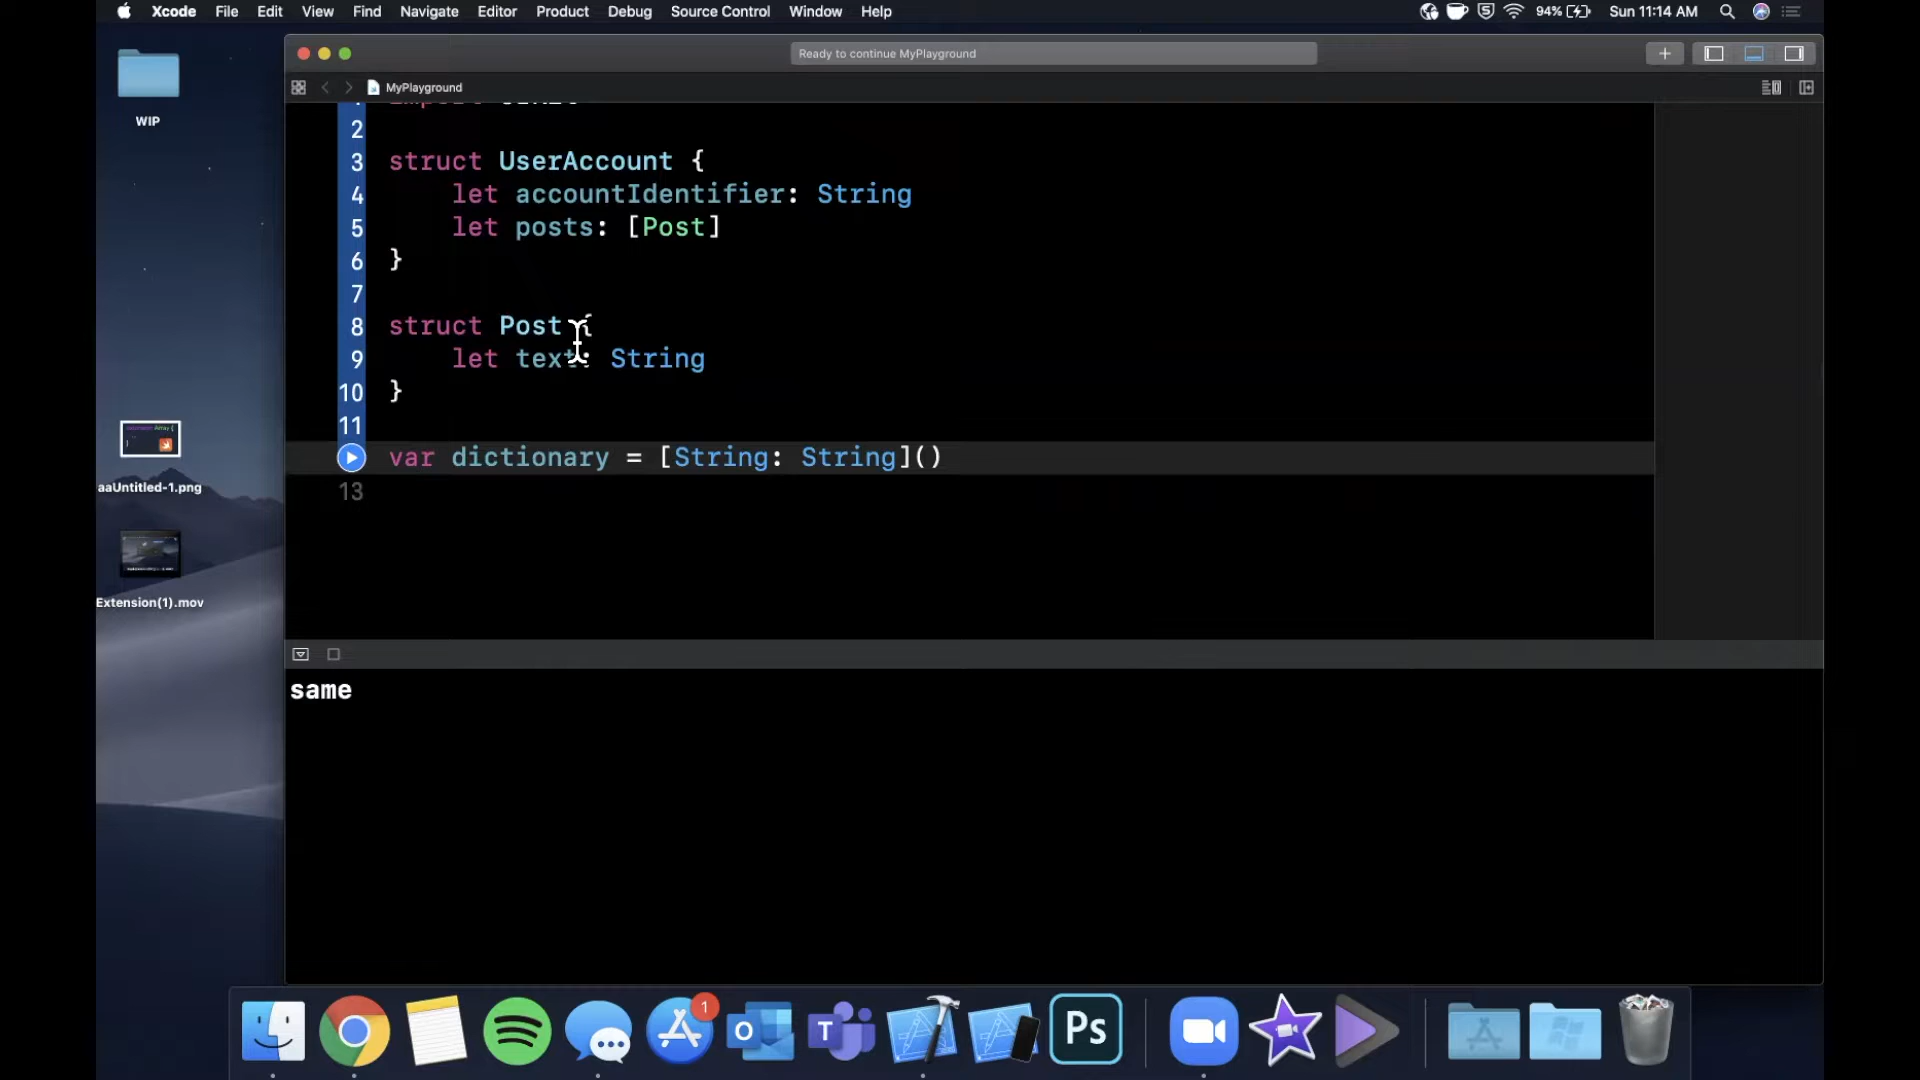 Xcode File Edit View Find Navigate Editor Product Debug Source Control Window Help
94% Sun 11:14 AM
Ready to continue MyPlayground
MyPlayground
WIP
2
3 struct UserAccount {
4 let accountIdentifier: String
5 let posts: [Post]
6 }
7
8 struct Post {
9 let text: String
10 }
11
var dictionary = [String: String]()
13
aaUntitled-1.png
Extension(1).mov
same
1
Ps